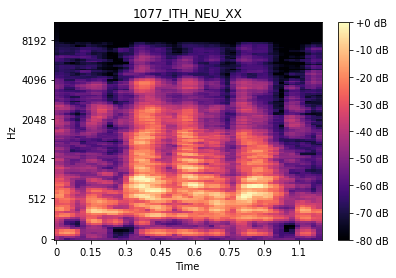 1077_ITH_NEU_XX
8192
4096
2048
1024
512
0
Hz
0 0.15 0.3 0.45 0.6 0.75 0.9 1.1
Time
+0 dB
-10 dB
-20 dB
-30 dB
-40 dB
-50 dB
-60 dB
-70 dB
-80 dB